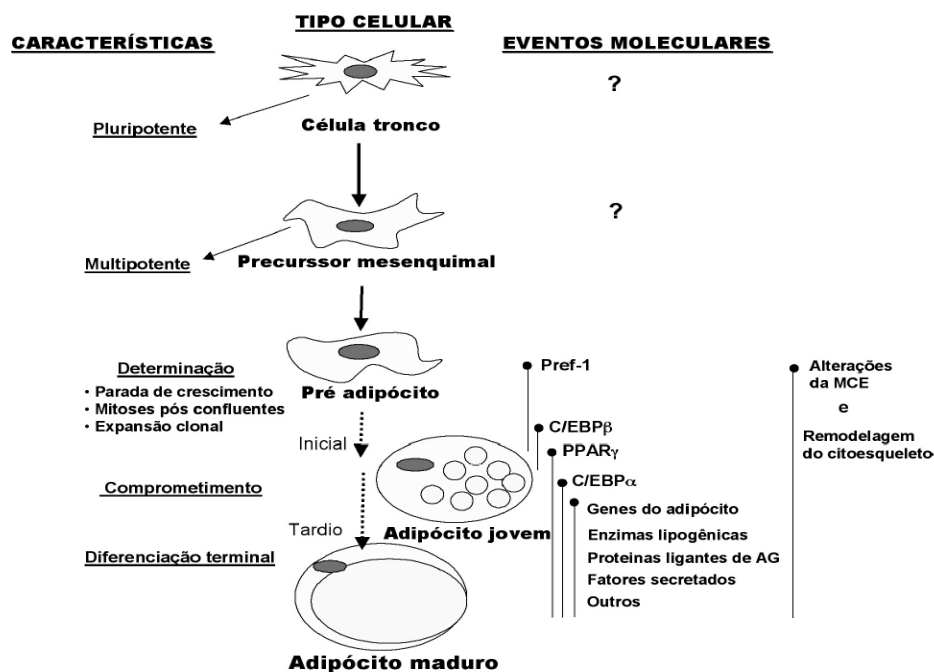 TIPO CELULAR
CARACTERÍSTICAS
EVENTOS MOLECULARES
?
Pluripotente
Célula tronco
?
Multipotente
Precurssor mesenquimal
Determinação
• Parada de crescimento
• Mitoses pós confluentes
• Expansão clonal
Pré adipócito
Pref-1
Alterações
da MCE
e
Remodelagem
do citoesqueleto
Inicial
C/EBPβ
PPARγ
C/EBPα
Comprometimento
Genes do adipócito
Enzimas lipogênicas
Proteinas ligantes de AG
Fatores secretados
Outros
Tardio
Adipócito jovem
Diferenciação terminal
Adipócito maduro